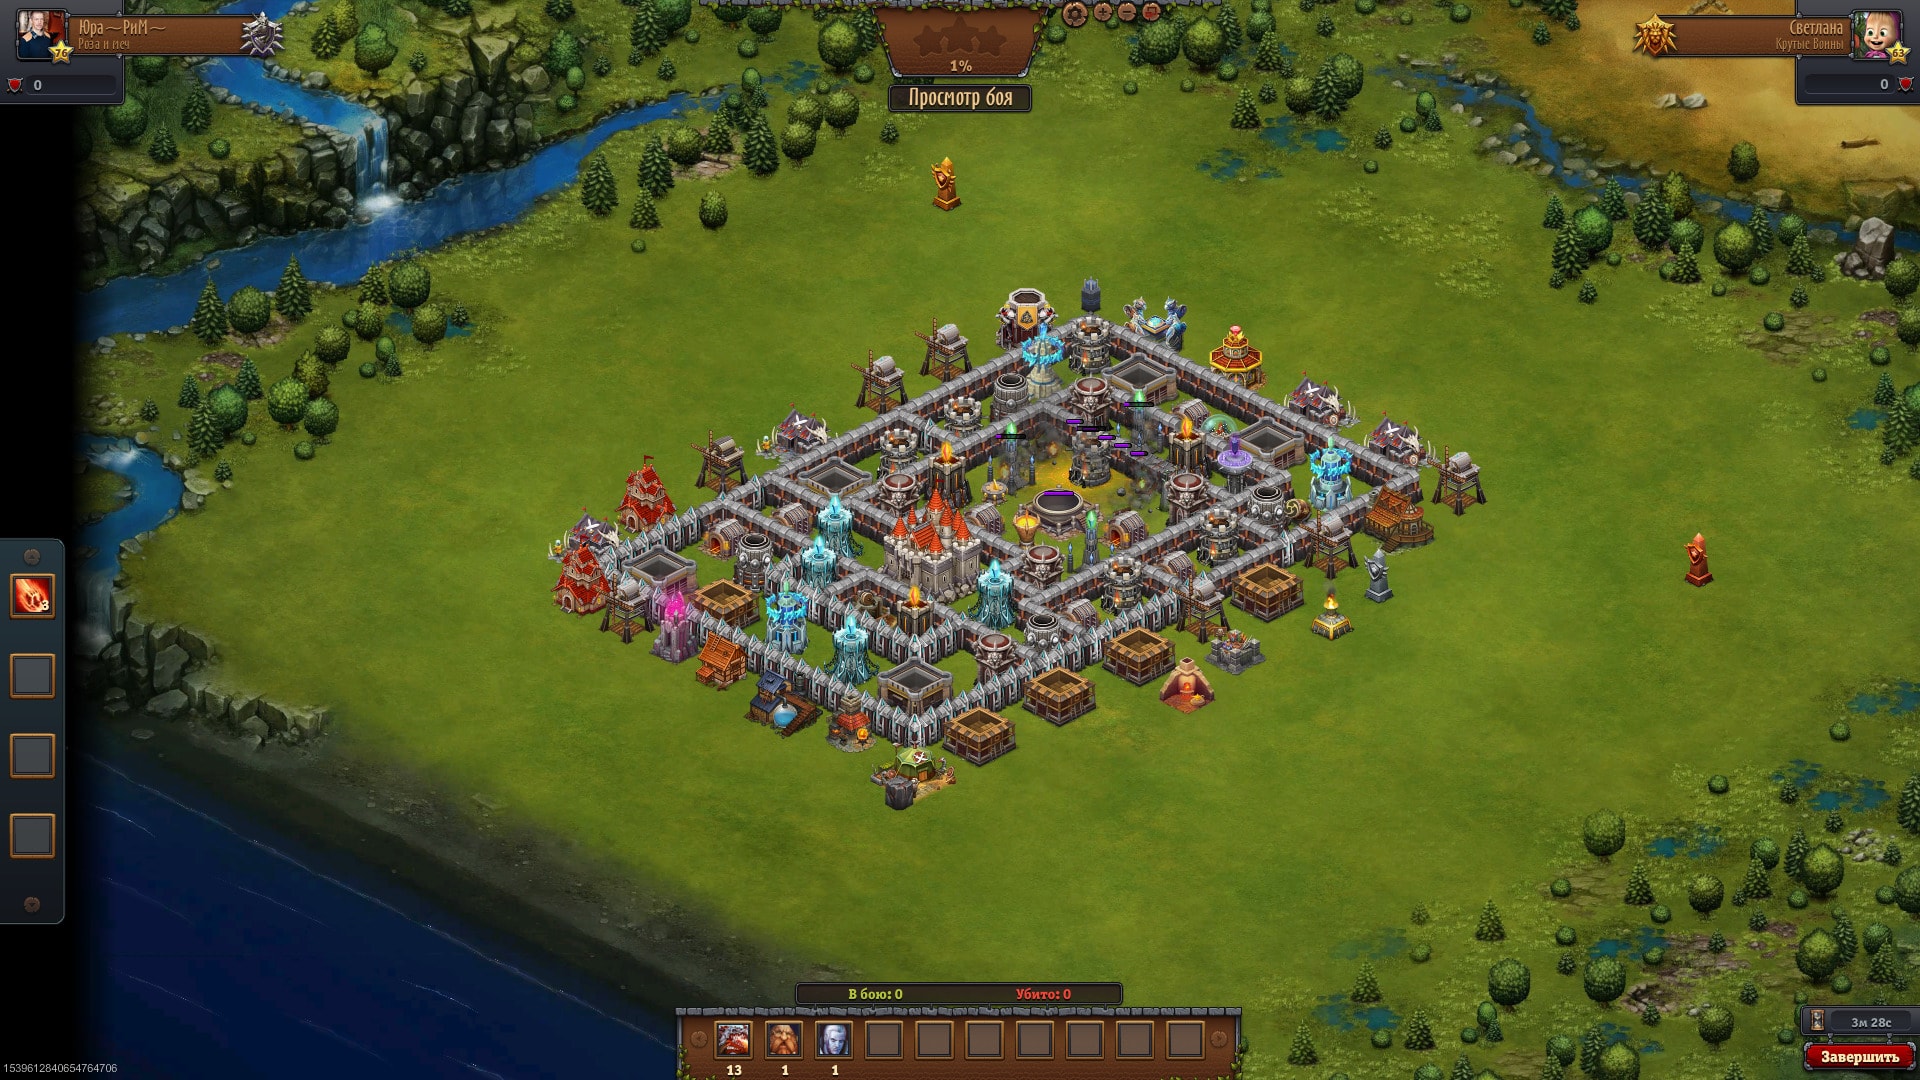 Юра~РиМ~
Роза и меч
76
0
1%
Просмотр боя
Светлана
Крутые Воины
63
0
3
В бою: 0
Убито: 0
13
1
1
3м 28с
Завершить
1539612840654764706